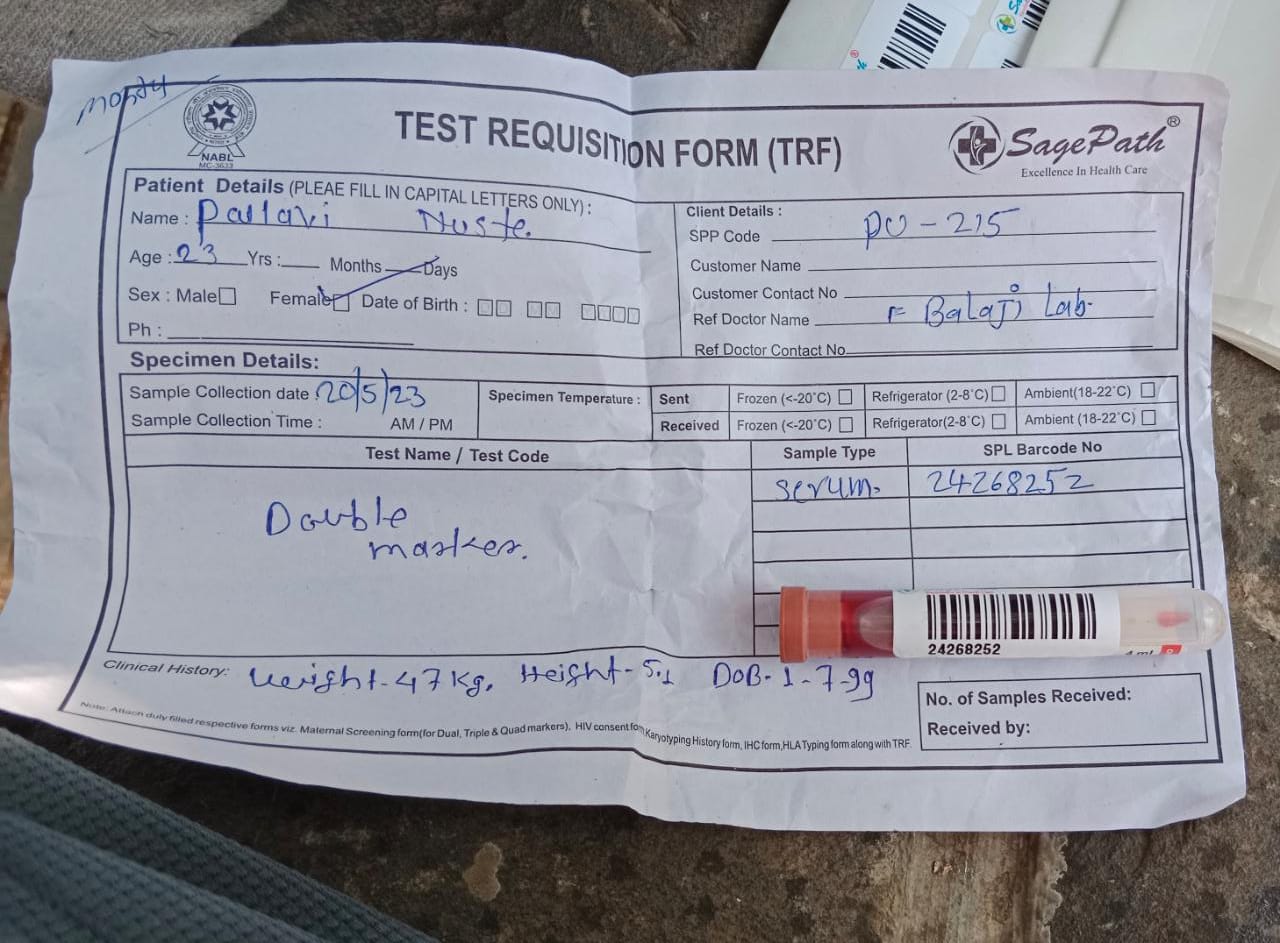 NABL
MC-3633
TEST REQUISITION FORM (TRF)
SagePath®
Excellence In Health Care
Patient Details (PLEAE FILL IN CAPITAL LETTERS ONLY) :
Name : Pallavi Nuste.
Age : 23 Yrs : Months Days
Sex : Male Female Date of Birth :
Ph :
Client Details :
SPP Code PU - 215
Customer Name
Customer Contact No
Ref Doctor Name Balaji Lab.
Ref Doctor Contact No
Specimen Details:
Sample Collection date 20/5/23 Specimen Temperature : Sent Frozen (<-20°C) Refrigerator (2-8°C) Ambient(18-22°C)
Sample Collection Time : AM / PM Received Frozen (<-20°C) Refrigerator(2-8°C) Ambient (18-22°C)
Test Name / Test Code Sample Type SPL Barcode No
serum. 24268252
Double
marker.
24268252
Clinical History: Weight-47kg, Height-5.1 DOB-1-7-99
No. of Samples Received:
Received by:
Note: Attach duly filled respective forms viz. Maternal Screening form(for Dual, Triple & Quad markers), HIV consent form Karyotyping History form, IHC form,HLA Typing form along with TRF.